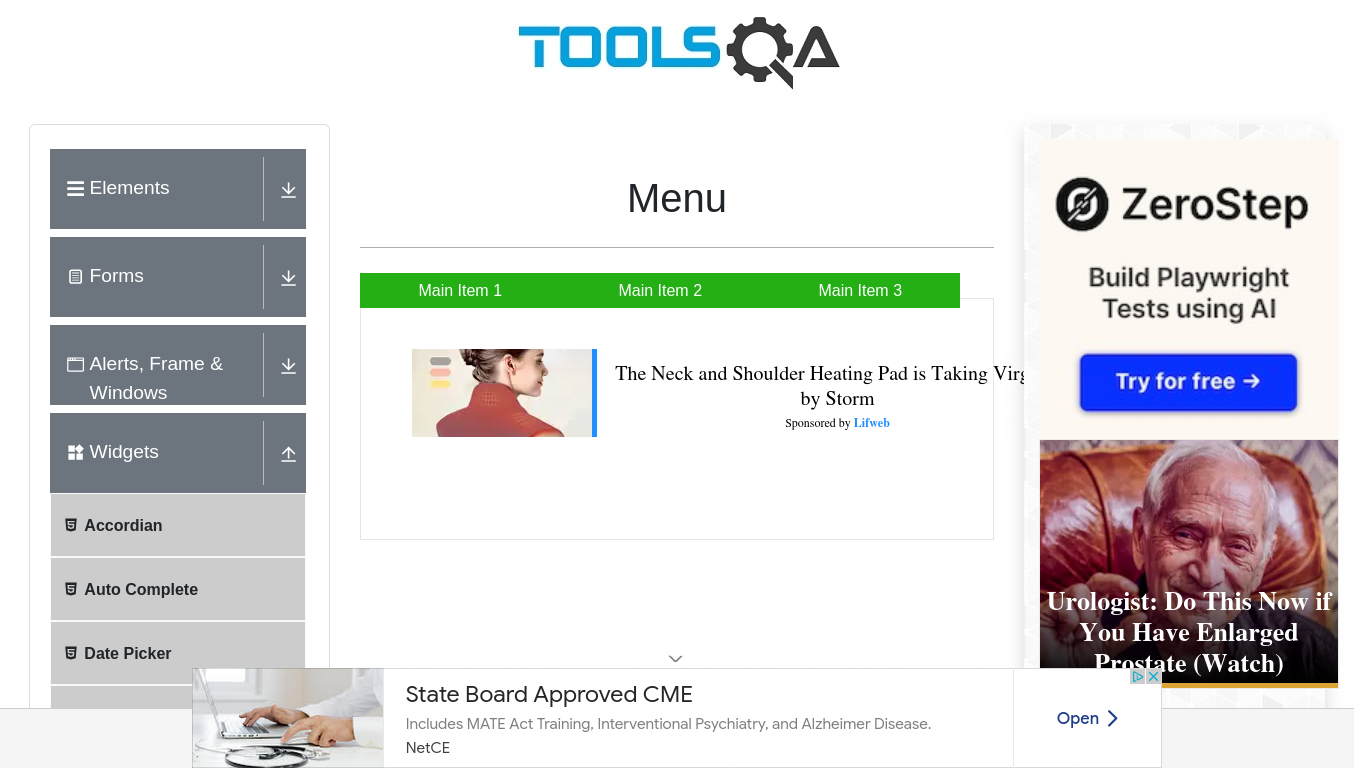 TOOLSQA
Elements
Forms
Alerts, Frame &
Windows
Widgets
Accordian
Auto Complete
Date Picker
Menu
Main Item 1
Main Item 2
Main Item 3
The Neck and Shoulder Heating Pad is Taking Virg
by Storm
Sponsored by Lifweb
ZeroStep
Build Playwright
Tests using AI
Try for free →
Urologist: Do This Now if
You Have Enlarged
Prostate (Watch)
State Board Approved CME
Includes MATE Act Training, Interventional Psychiatry, and Alzheimer Disease.
NetCE
Open